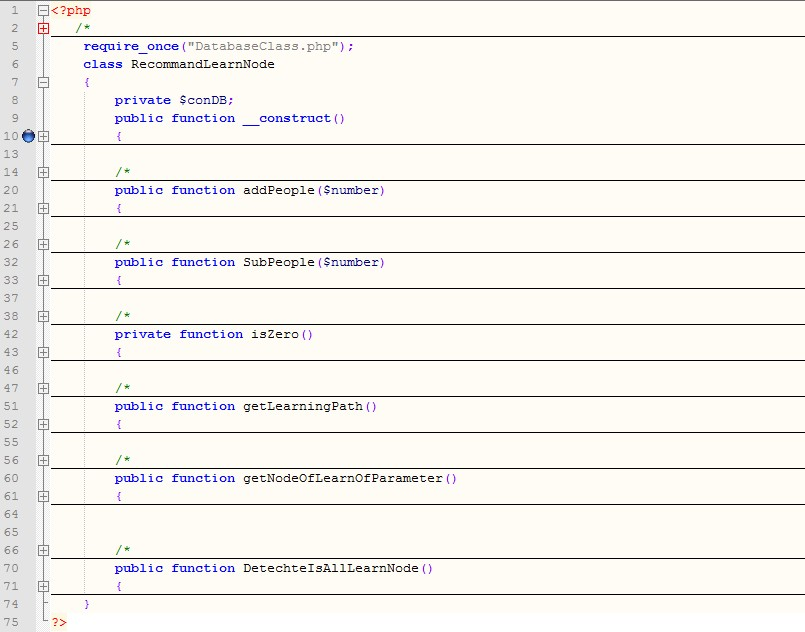 1 <?php
2 /*
5 require_once("DatabaseClass.php");
6 class RecommandLearnNode
7 {
8 private $conDB;
9 public function __construct()
10 {
13
14 /*
20 public function addPeople($number)
21 {
25
26 /*
32 public function SubPeople($number)
33 {
37
38 /*
42 private function isZero()
43 {
46
47 /*
51 public function getLearningPath()
52 {
55
56 /*
60 public function getNodeOfLearnOfParameter()
61 {
64
65
66 /*
70 public function DetechteIsAllLearnNode()
71 {
74 }
75 ?>